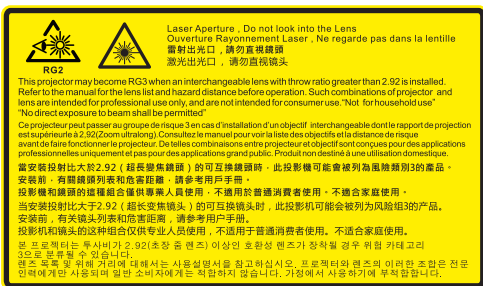 Laser Aperture , Do not look into the Lens
Ouverture Rayonnement Laser , Ne regarde pas dans la lentille
雷射出光口，請勿直視鏡頭
激光出光口，请勿直视镜头
RG2
This projector may become RG3 when an interchangeable lens with throw ratio greater than 2.92 is installed.
Refer to the manual for the lens list and hazard distance before operation. Such combinations of projector and
lens are intended for professional use only, and are not intended for consumer use. "Not for household use"
"No direct exposure to beam shall be permitted"
Ce projecteur peut passer au groupe de risque 3 en cas d'installation d'un objectif interchangeable dont le rapport de projection
est supérieure à 2,92(Zoom ultralong). Consultez le manuel pour voir la liste des objectifs et la distance de risque
avant de faire fonctionner le projecteur. De telles combinaisons entre projecteur et objectif sont conçues pour des applications
professionnelles uniquement et pas pour des applications grand public. Produit non destiné à une utilisation domestique.
當安裝投射比大於2.92（超長變焦鏡頭）的可互換鏡頭時，此投影機可能會被列為風險類別3的產品。
安裝前，有關鏡頭列表和危害距離，請參考用戶手冊。
投影機和鏡頭的這種組合僅供專業人員使用，不適用於普通消費者使用。不適合家庭使用。
当安装投射比大于2.92（超长变焦镜头）的可互换镜头时，此投影机可能会被列为风险组3的产品。
安装前，有关镜头列表和危害距离，请参考用户手册。
投影机和镜头的这种组合仅供专业人员使用，不适用于普通消费者使用。不适合家庭使用。
본 프로젝터는 투사비가 2.92(초장 줌 렌즈) 이상인 호환성 렌즈가 장착될 경우 위험 카테고리
3으로 분류될 수 있습니다.
렌즈 목록 및 위해 거리에 대해서는 사용설명서를 참고하십시오. 프로젝터와 렌즈의 이러한 조합은 전문
인력에게만 사용되며 일반 소비자에게는 적합하지 않습니다. 가정에서 사용하기에 부적합합니다.